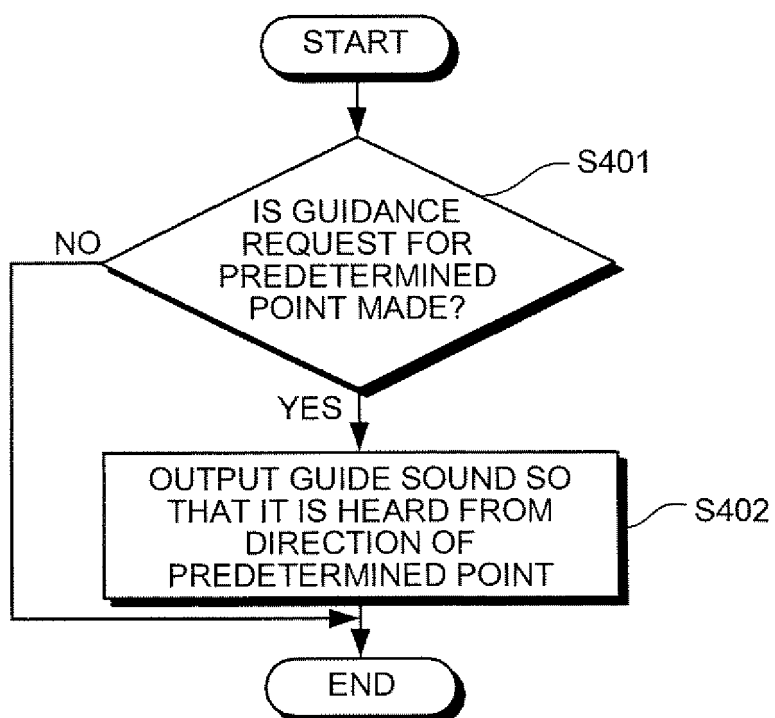 START
S401
IS GUIDANCE
REQUEST FOR
PREDETERMINED
POINT MADE?
NO
YES
OUTPUT GUIDE SOUND SO
THAT IT IS HEARD FROM
DIRECTION OF
PREDETERMINED POINT
S402
END